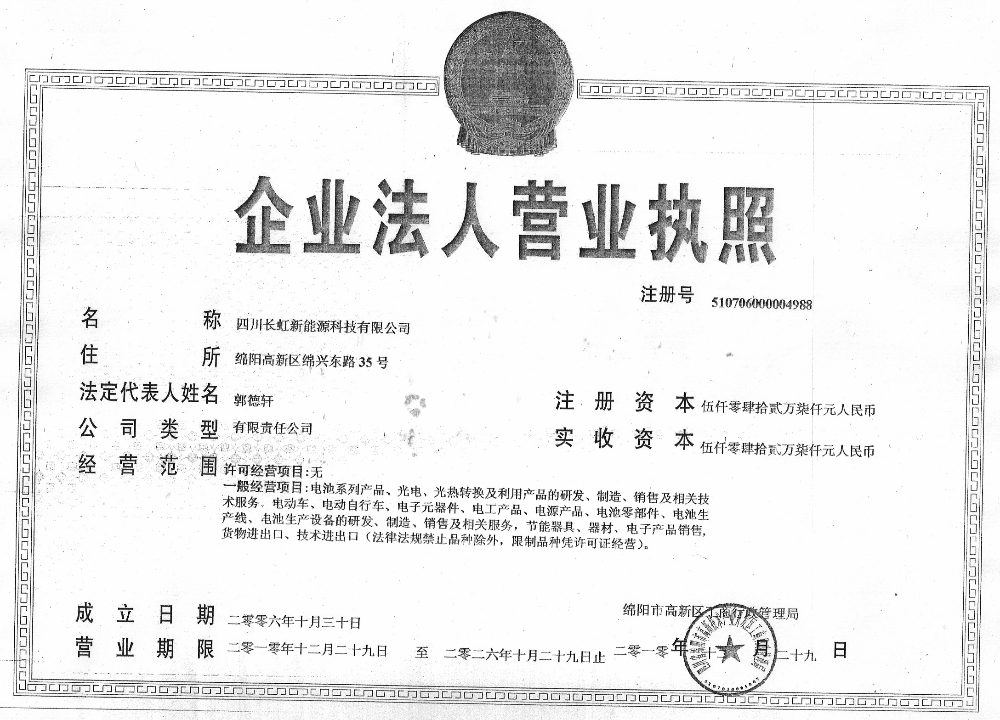 企业法人营业执照
注册号 510706000004988
名称 四川长虹新能源科技有限公司
住所 绵阳高新区绵兴东路 35 号
法定代表人姓名 郭德轩
注册资本 伍仟零肆拾贰万柒仟元人民币
公司类型 有限责任公司
实收资本 伍仟零肆拾贰万柒仟元人民币
经营范围 许可经营项目:无
一般经营项目:电池系列产品、光电、光热转换及利用产品的研发、制造、销售及相关技
术服务，电动车、电动自行车、电子元器件、电工产品、电源产品、电池零部件、电池生
产线、电池生产设备的研发、制造、销售及相关服务，节能器具、器材、电子产品销售,
货物进出口、技术进出口（法律法规禁止品种除外，限制品种凭许可证经营）。
绵阳市高新区工商行政管理局
成立日期 二零零六年十月三十日
营业期限 二零一零年十二月二十九日 至 二零二六年十月二十九日止
二零一零年十二月二十九日